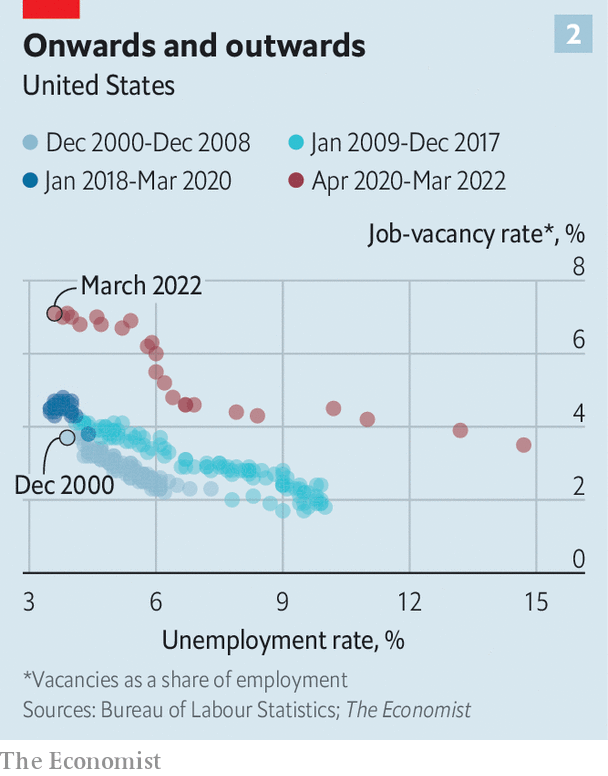 Onwards and outwards
2
United States
Dec 2000-Dec 2008
Jan 2009-Dec 2017
Jan 2018-Mar 2020
Apr 2020-Mar 2022
Job-vacancy rate*, %
8
March 2022
6
4
Dec 2000
2
0
3 6 9 12 15
Unemployment rate, %
*Vacancies as a share of employment
Sources: Bureau of Labour Statistics; The Economist
The Economist